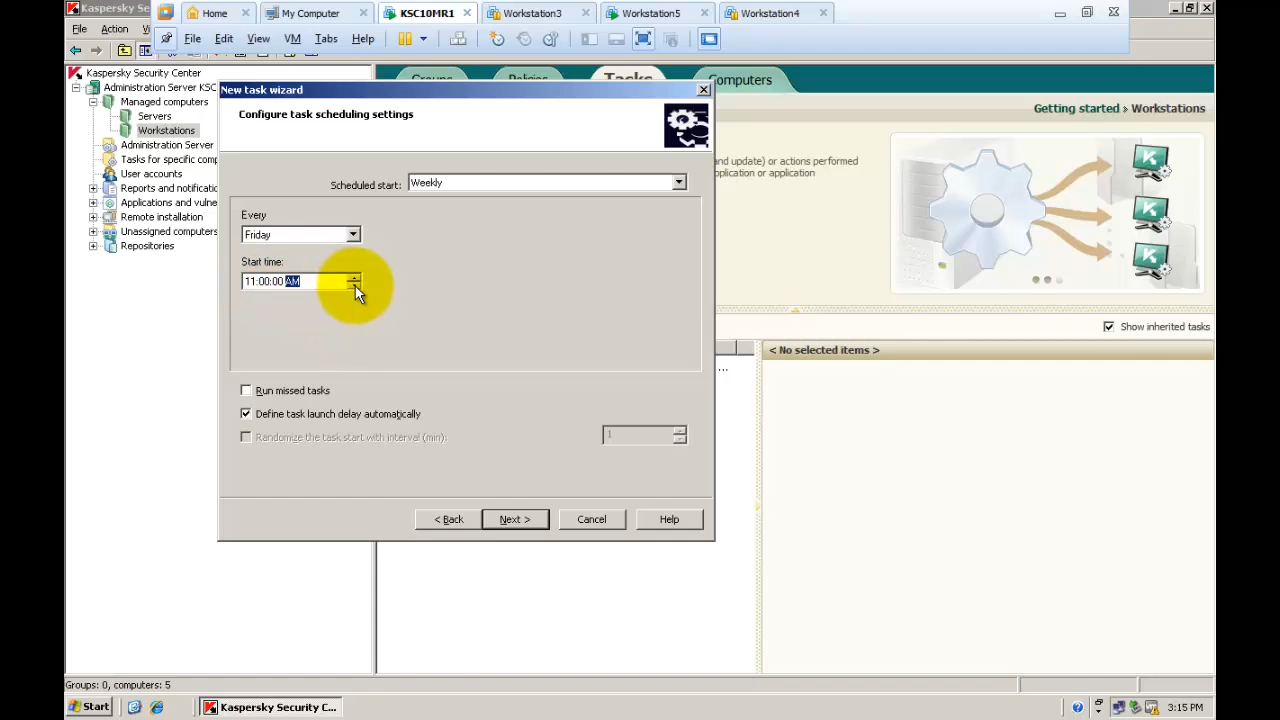 Kaspersky Se
Home
My Computer
KSC10MR1
Workstation3
Workstation5
Workstation4
File Action
File Edit View VM Tabs Help
Groups Policies Tasks Computers
Kaspersky Security Center
Administration Server KSC
Managed computers
Servers
Workstations
Administration Server
Tasks for specific comp
User accounts
Reports and notificatio
Applications and vulne
Remote installation
Unassigned computers
Repositories
New task wizard
Configure task scheduling settings
Scheduled start:
Weekly
Every
Friday
Start time:
11:00:00 AM
Run missed tasks
Define task launch delay automatically
Randomize the task start with interval (min):
1
< Back
Next >
Cancel
Help
Getting started > Workstations
and update) or actions performed
application or application
Show inherited tasks
...
< No selected items >
Groups: 0, computers: 5
Start
Kaspersky Security C...
3:15 PM